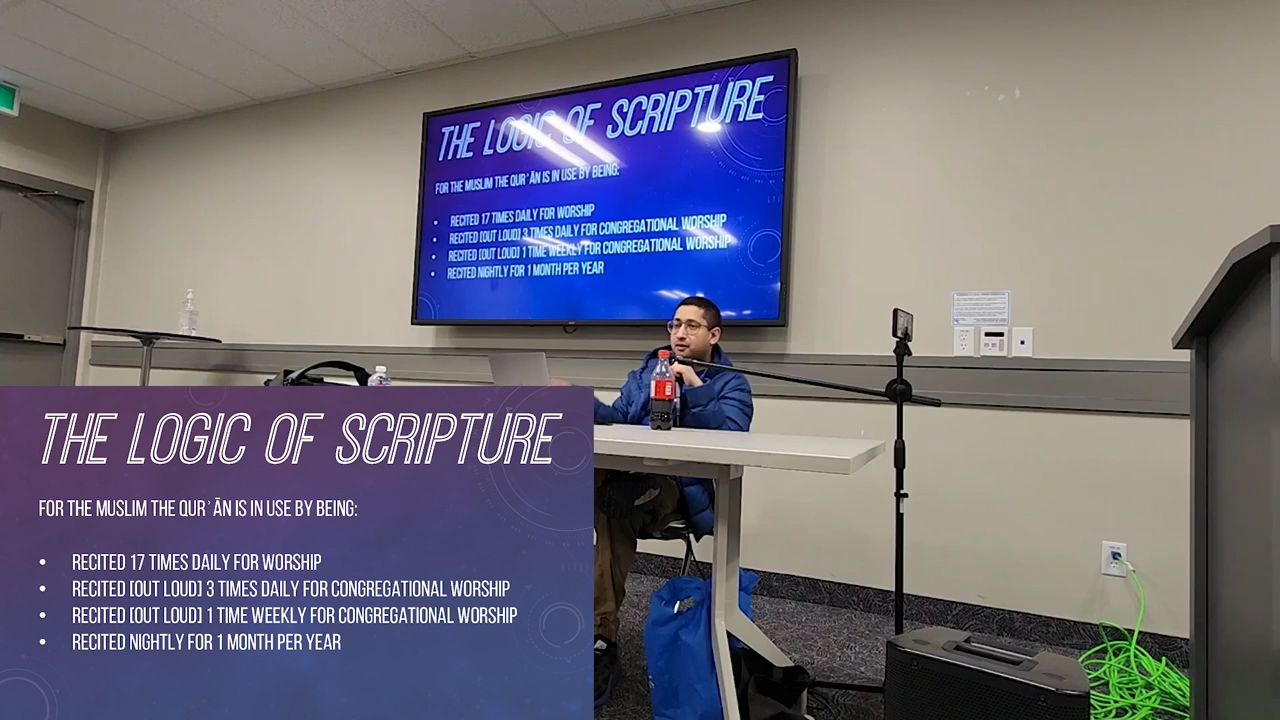 THE LOGIC OF SCRIPTURE
FOR THE MUSLIM THE QURʾĀN IS IN USE BY BEING:
• RECITED 17 TIMES DAILY FOR WORSHIP
• RECITED [OUT LOUD] 3 TIMES DAILY FOR CONGREGATIONAL WORSHIP
• RECITED [OUT LOUD] 1 TIME WEEKLY FOR CONGREGATIONAL WORSHIP
• RECITED NIGHTLY FOR 1 MONTH PER YEAR
THE LOGIC OF SCRIPTURE
FOR THE MUSLIM THE QURʾĀN IS IN USE BY BEING:
• RECITED 17 TIMES DAILY FOR WORSHIP
• RECITED [OUT LOUD] 3 TIMES DAILY FOR CONGREGATIONAL WORSHIP
• RECITED [OUT LOUD] 1 TIME WEEKLY FOR CONGREGATIONAL WORSHIP
• RECITED NIGHTLY FOR 1 MONTH PER YEAR